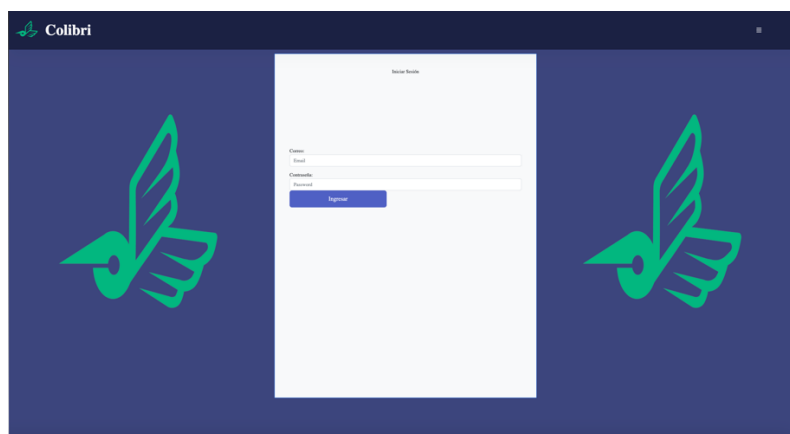 Colibri
Iniciar Sesión
Correo:
Email
Contraseña:
Password
Ingresar